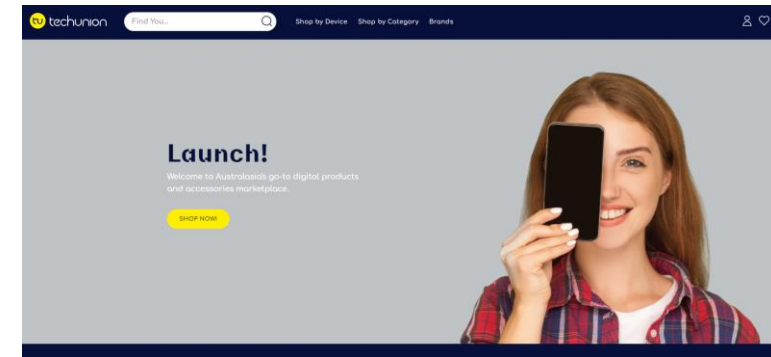 tu techunion
Find You...
Shop by Device Shop by Category Brands
Launch!
Welcome to Australasia's go-to digital products
and accessories marketplace.
SHOP NOW!